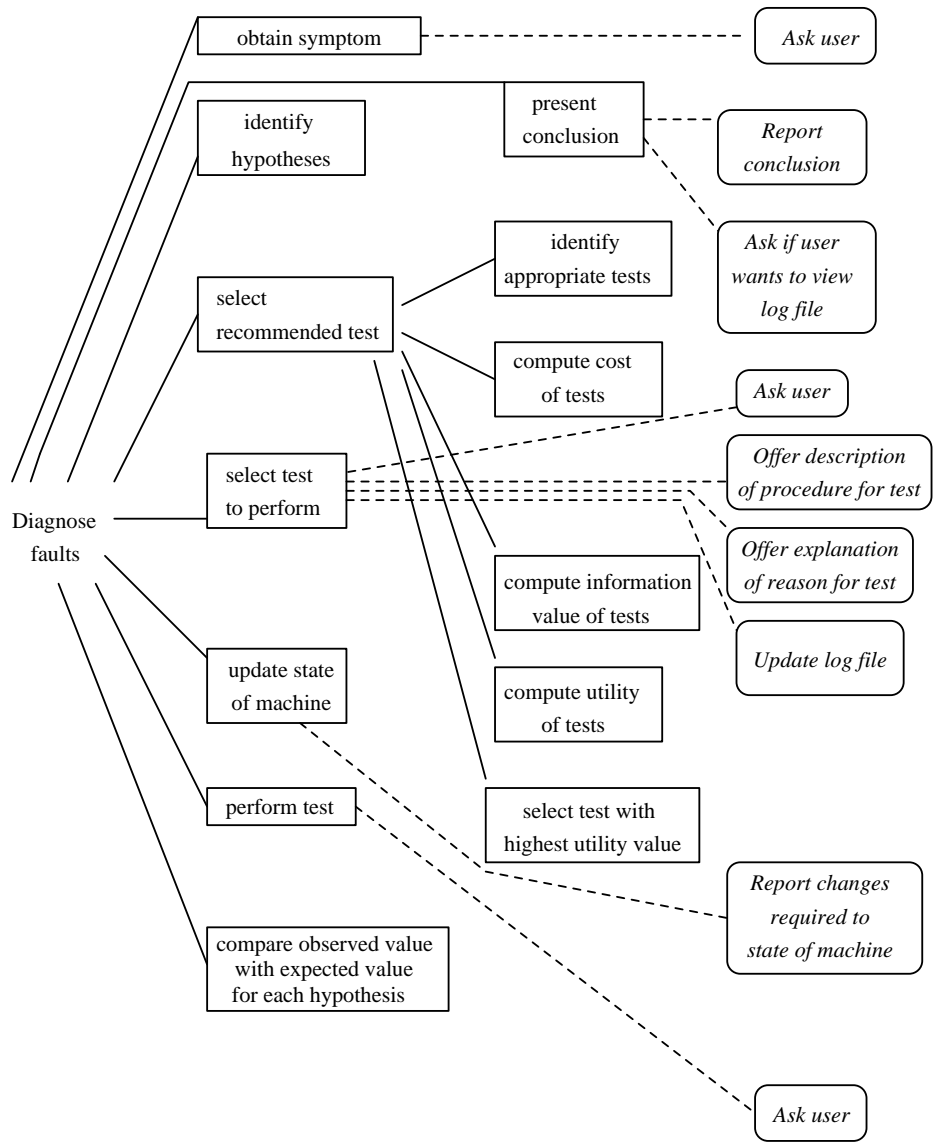 obtain symptom
Ask user
identify
hypotheses
present
conclusion
Report
conclusion
Ask if user
wants to view
log file
identify
appropriate tests
select
recommended test
compute cost
of tests
Ask user
select test
to perform
Offer description
of procedure for test
Diagnose
faults
Offer explanation
of reason for test
compute information
value of tests
Update log file
update state
of machine
compute utility
of tests
perform test
select test with
highest utility value
Report changes
required to
state of machine
compare observed value
with expected value
for each hypothesis
Ask user